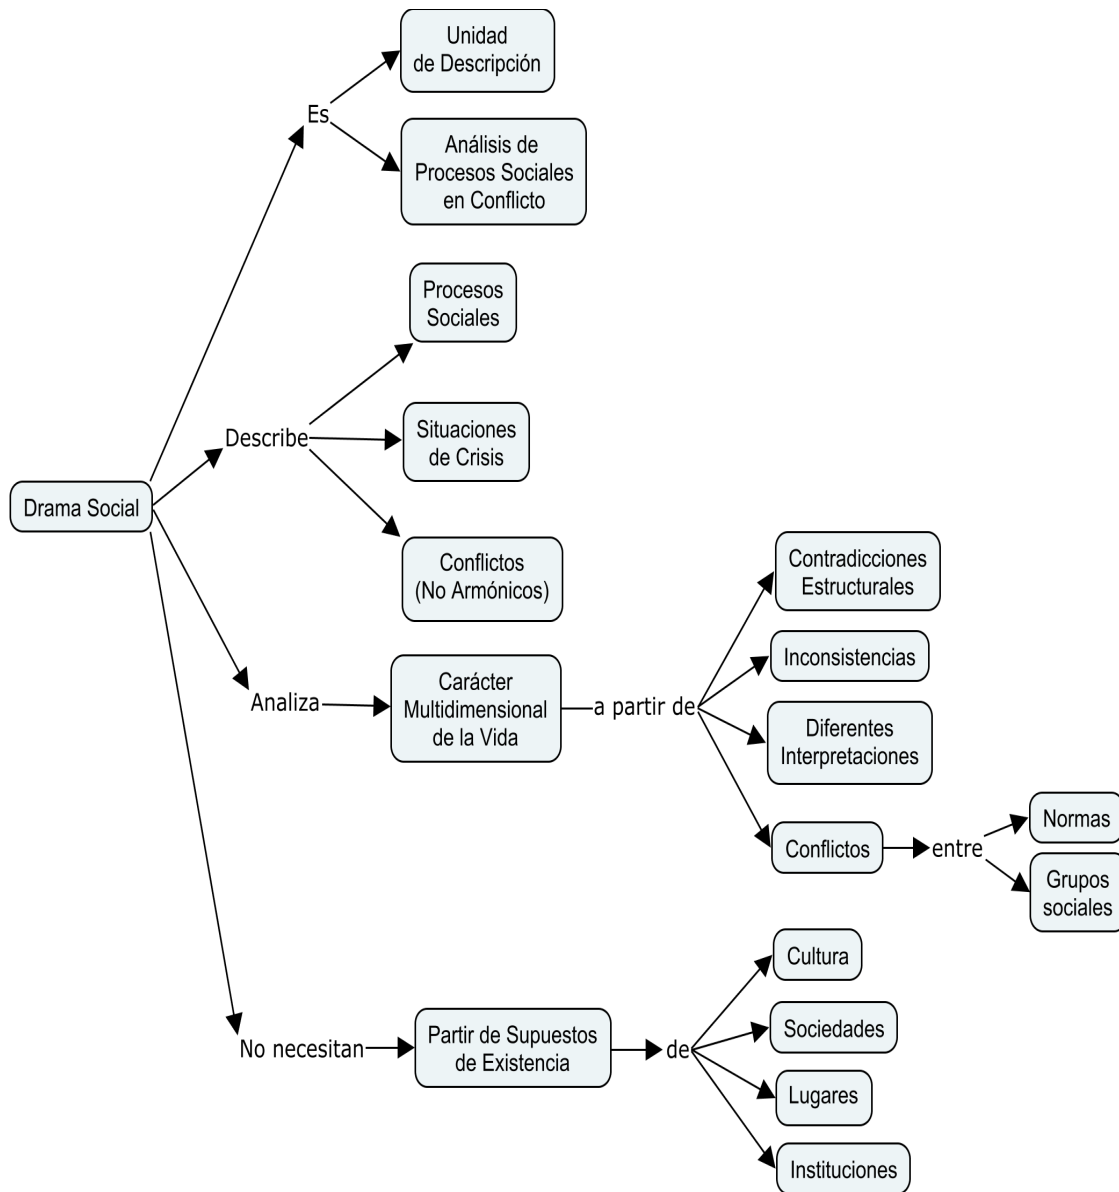 Unidad
de Descripción
Es
Análisis de
Procesos Sociales
en Conflicto
Procesos
Sociales
Describe
Situaciones
de Crisis
Drama Social
Conflictos
(No Armónicos)
Analiza
Carácter
Multidimensional
de la Vida
a partir de
Contradicciones
Estructurales
Inconsistencias
Diferentes
Interpretaciones
Conflictos
entre
Normas
Grupos
sociales
No necesitan
Partir de Supuestos
de Existencia
de
Cultura
Sociedades
Lugares
Instituciones